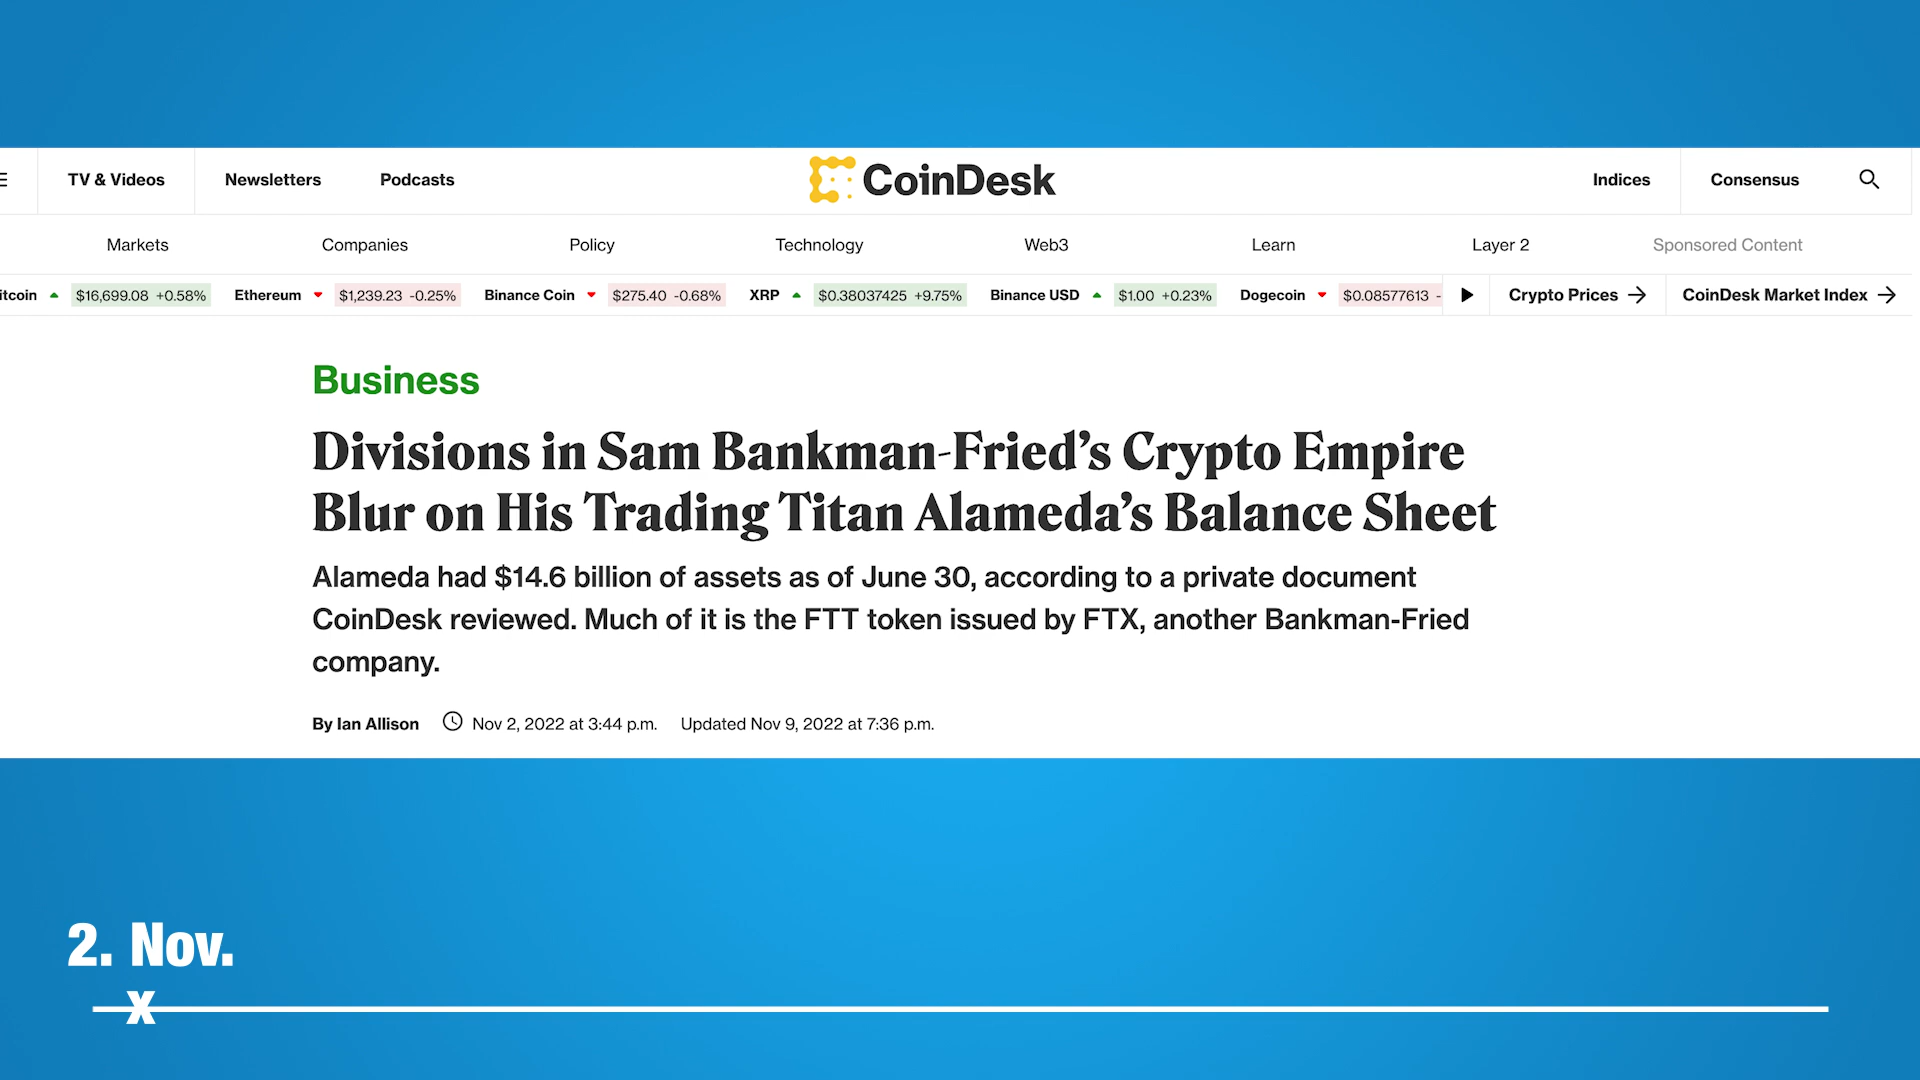 TV & Videos Newsletters Podcasts CoinDesk Indices Consensus
Markets Companies Policy Technology Web3 Learn Layer 2 Sponsored Content
itcoin $16,699.08 +0.58% Ethereum $1,239.23 -0.25% Binance Coin $275.40 -0.68% XRP $0.38037425 +9.75% Binance USD $1.00 +0.23% Dogecoin $0.08577613 - Crypto Prices CoinDesk Market Index
Business
Divisions in Sam Bankman-Fried’s Crypto Empire
Blur on His Trading Titan Alameda’s Balance Sheet
Alameda had $14.6 billion of assets as of June 30, according to a private document
CoinDesk reviewed. Much of it is the FTT token issued by FTX, another Bankman-Fried
company.
By Ian Allison Nov 2, 2022 at 3:44 p.m. Updated Nov 9, 2022 at 7:36 p.m.
2. Nov.
x